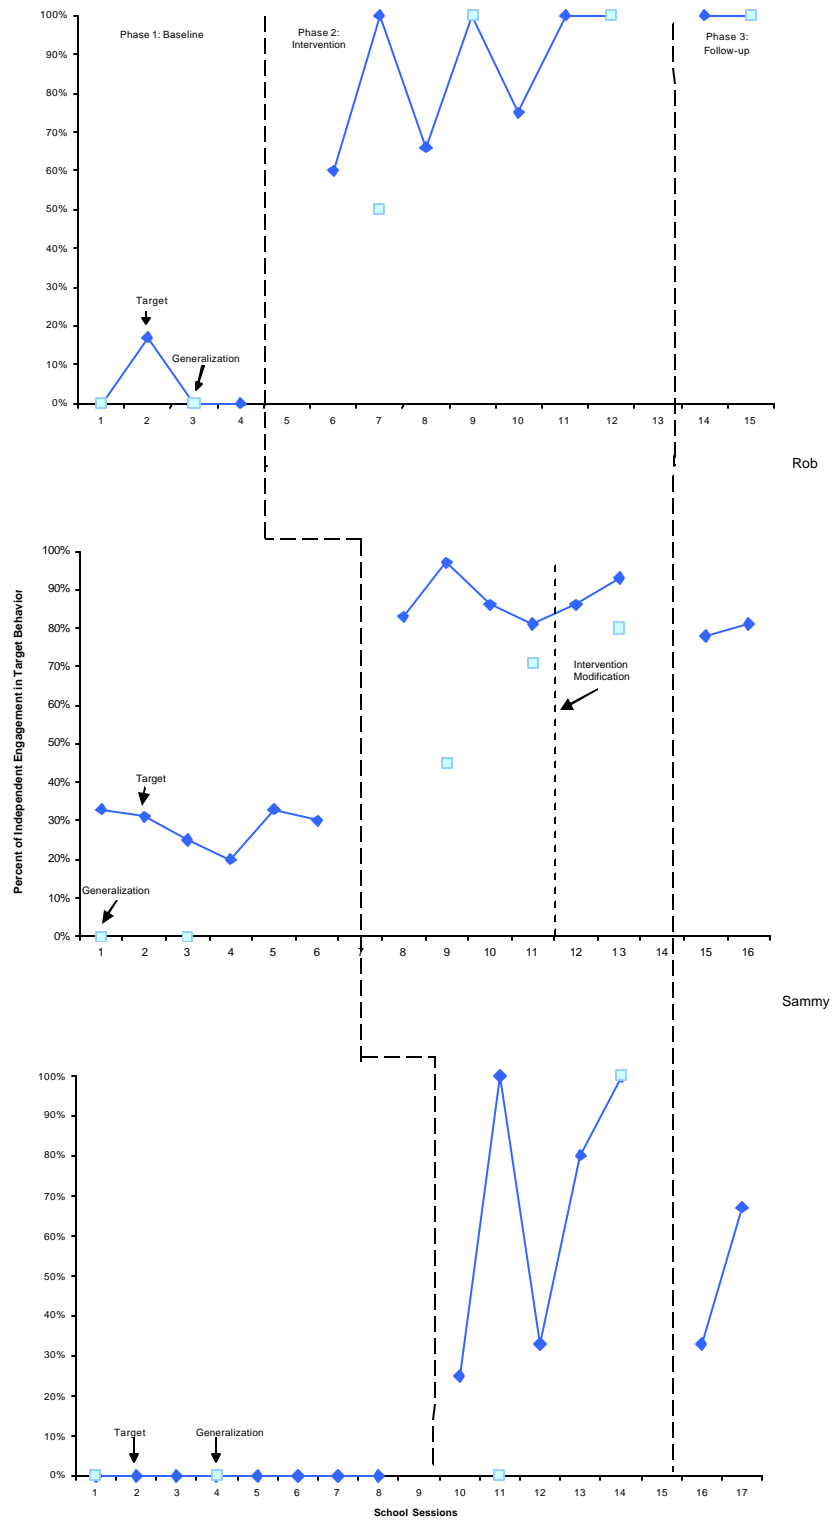 100%
Phase 1: Baseline
Phase 2:
Intervention
Phase 3:
Follow-up
90%
80%
70%
60%
50%
40%
30%
Target
20%
Generalization
10%
0%
1 2 3 4 5 6 7 8 9 10 11 12 13 14 15
Rob
Percent of Independent Engagement in Target Behavior
100%
90%
80%
70%
Intervention
Modification
60%
50%
40%
Target
30%
20%
Generalization
10%
0%
1 2 3 4 5 6 7 8 9 10 11 12 13 14 15 16
Sammy
100%
90%
80%
70%
60%
50%
40%
30%
20%
Target Generalization
10%
0%
1 2 3 4 5 6 7 8 9 10 11 12 13 14 15 16 17
School Sessions